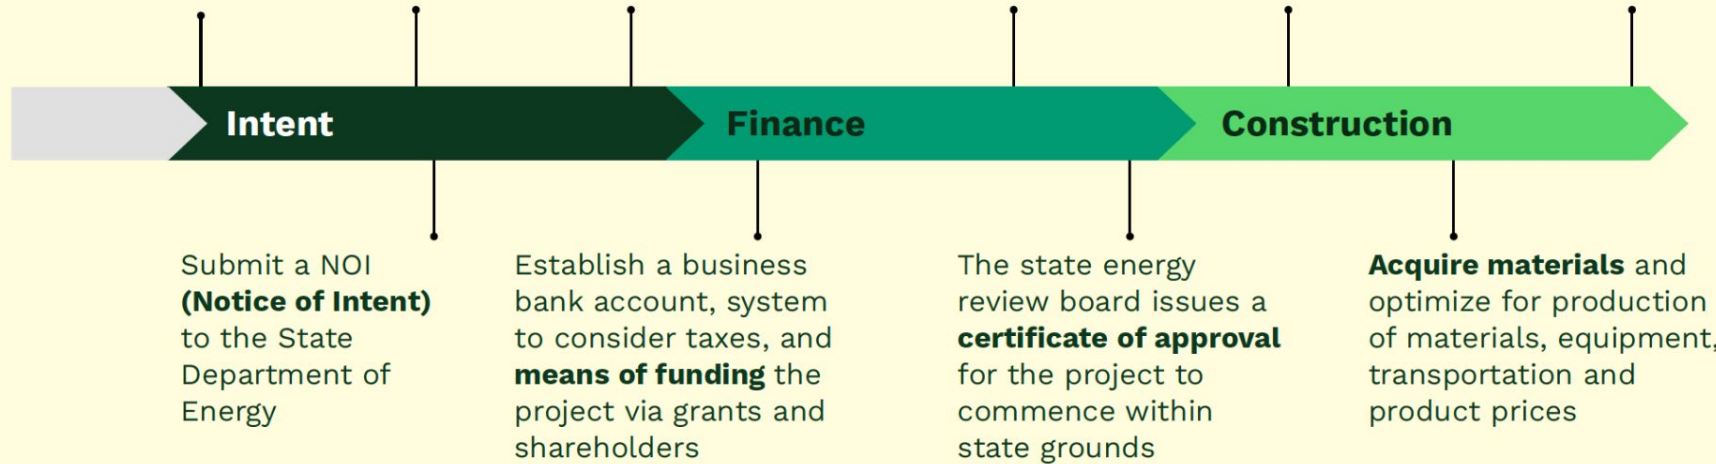 Intent
Finance
Construction
Submit a NOI
(Notice of Intent)
to the State
Department of
Energy
Establish a business
bank account, system
to consider taxes, and
means of funding the
project via grants and
shareholders
The state energy
review board issues a
certificate of approval
for the project to
commence within
state grounds
Acquire materials and
optimize for production
of materials, equipment,
transportation and
product prices